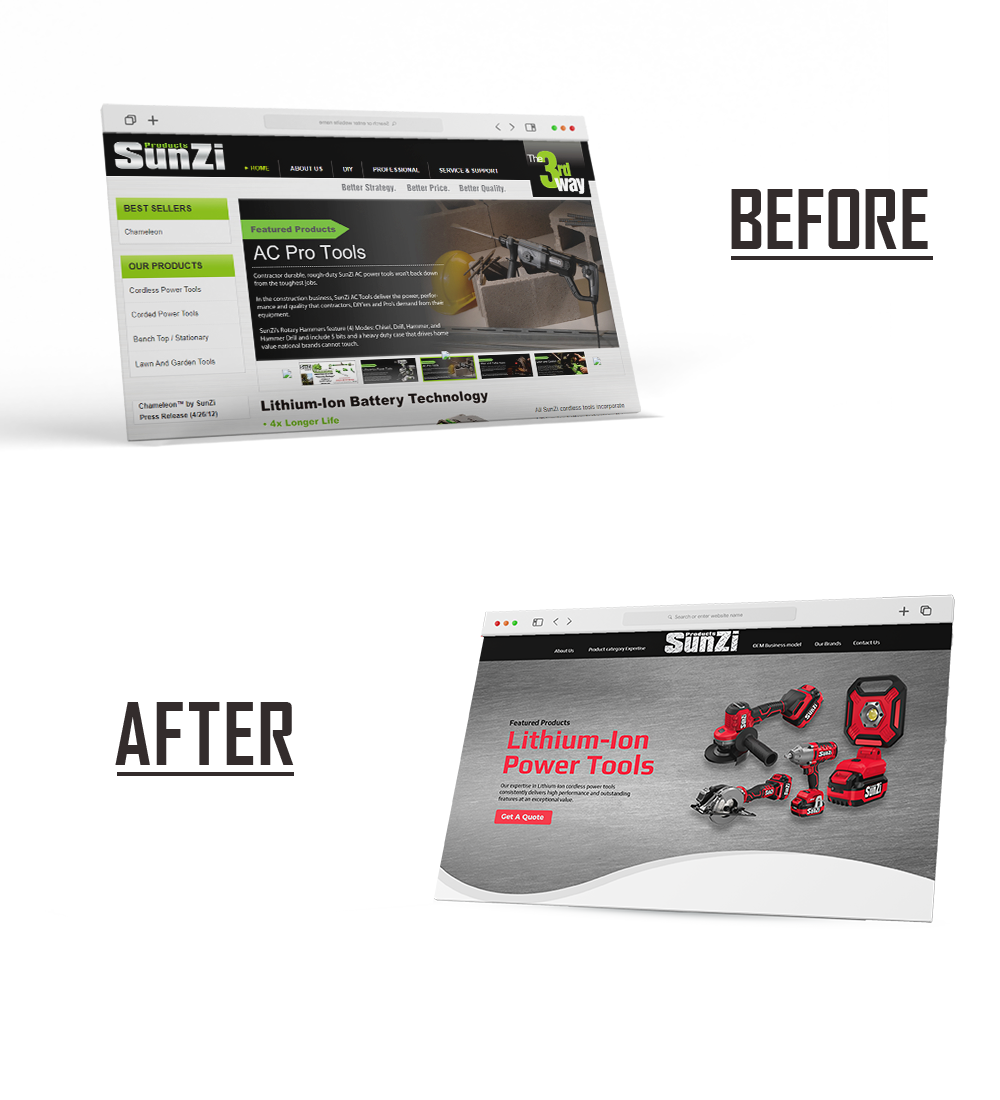 Search or enter website name
Products
SunZi
HOME
ABOUT US
DIY
PROFESSIONAL
SERVICE & SUPPORT
The 3rd way
Better Strategy. Better Price. Better Quality.
BEST SELLERS
Chameleon
OUR PRODUCTS
Cordless Power Tools
Corded Power Tools
Bench Top / Stationary
Lawn And Garden Tools
Chameleon™ by SunZi
Press Release (4/26/12)
Featured Products
AC Pro Tools
Contractor durable, rough-duty SunZi AC power tools won't back down
from the toughest jobs.
In the construction business, SunZi AC Tools deliver the power, perfor-
mance and quality that contractors, DIY'ers and Pro's demand from their
equipment.
SunZi's Rotary Hammers feature (4) Modes: Chisel, Drill, Hammer, and
Hammer Drill and include 5 bits and a heavy duty case that drives home
value national brands cannot touch.
Lithium-Ion Battery Technology
• 4x Longer Life
All SunZi cordless tools incorporate
BEFORE
AFTER
Search or enter website name
About Us
Product category Expertise
Products
SunZi
OEM Business model
Our Brands
Contact Us
Featured Products
Lithium-Ion
Power Tools
Our expertise in Lithium Ion cordless power tools
consistently delivers high performance and outstanding
features at an exceptional value.
Get A Quote
SunZi
SunZi
SunZi
SunZi